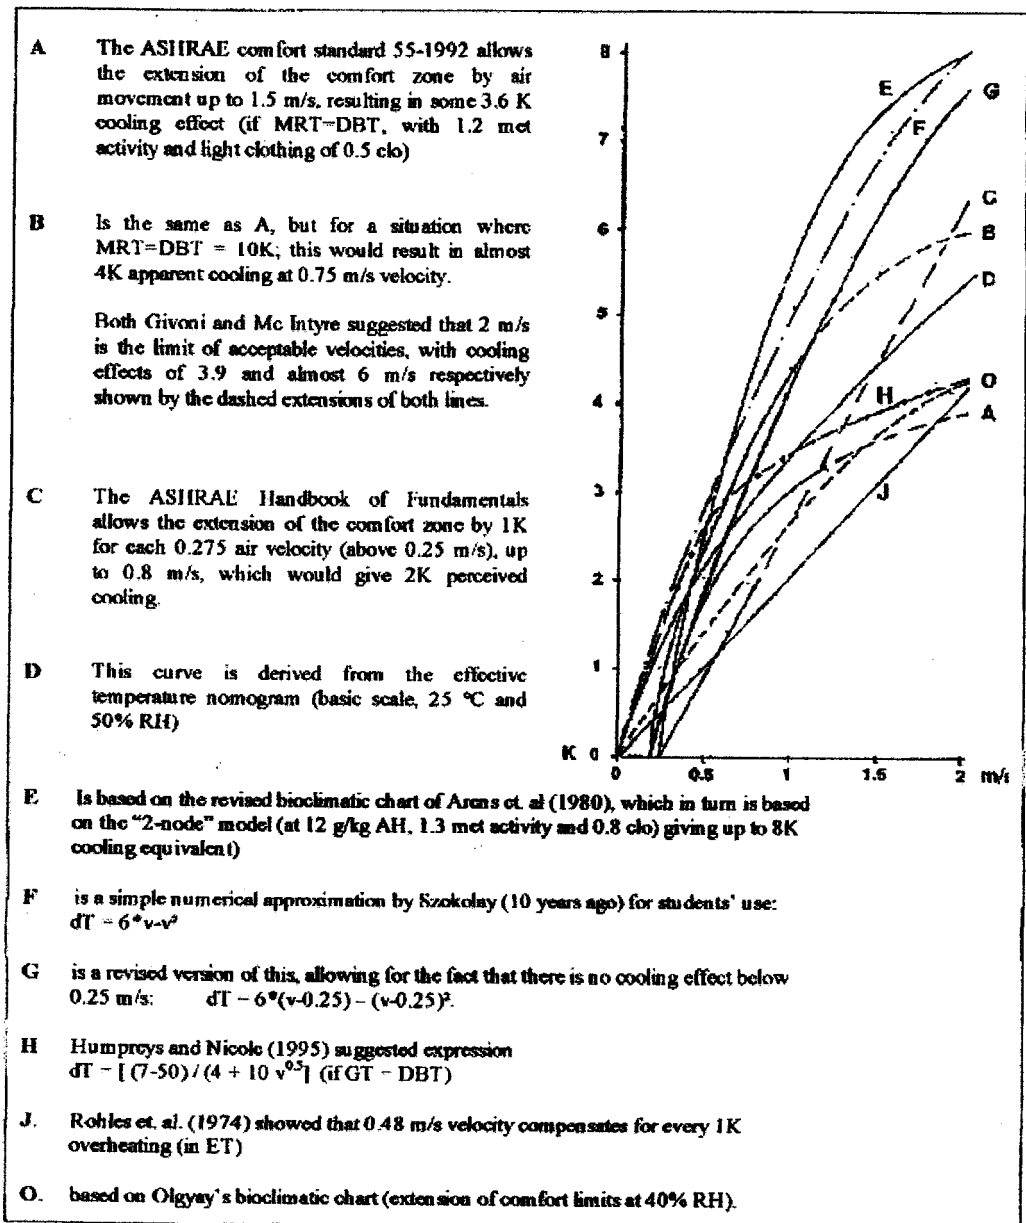 A The ASHRAE comfort standard 55-1992 allows
the extension of the comfort zone by air
movement up to 1.5 m/s, resulting in some 3.6 K
cooling effect (if MRT=DBT, with 1.2 met
activity and light clothing of 0.5 clo)
B Is the same as A, but for a situation where
MRT=DBT = 10K; this would result in almost
4K apparent cooling at 0.75 m/s velocity.
Both Givoni and Mc Intyre suggested that 2 m/s
is the limit of acceptable velocities, with cooling
effects of 3.9 and almost 6 m/s respectively
shown by the dashed extensions of both lines.
C The ASHRAE Handbook of Fundamentals
allows the extension of the comfort zone by 1K
for each 0.275 air velocity (above 0.25 m/s), up
to 0.8 m/s, which would give 2K perceived
cooling.
D This curve is derived from the effective
temperature nomogram (basic scale, 25 °C and
50% RH)
8
7
6
5
4
3
2
1
K 0
0 0.5 1 1.5 2 m/s
E
F
G
C
B
D
H
O
A
J
E Is based on the revised bioclimatic chart of Arens et. al (1980), which in turn is based
on the "2-node" model (at 12 g/kg AH, 1.3 met activity and 0.8 clo) giving up to 8K
cooling equivalent)
F is a simple numerical approximation by Szokolay (10 years ago) for students' use:
dT = 6*v-v²
G is a revised version of this, allowing for the fact that there is no cooling effect below
0.25 m/s: dT = 6*(v-0.25) – (v-0.25)².
H Humpreys and Nicole (1995) suggested expression
dT = [ (7-50) / (4 + 10 v^0.5] (if GT = DBT)
J. Rohles et. al. (1974) showed that 0.48 m/s velocity compensates for every 1K
overheating (in ET)
O. based on Olgyay's bioclimatic chart (extension of comfort limits at 40% RH).